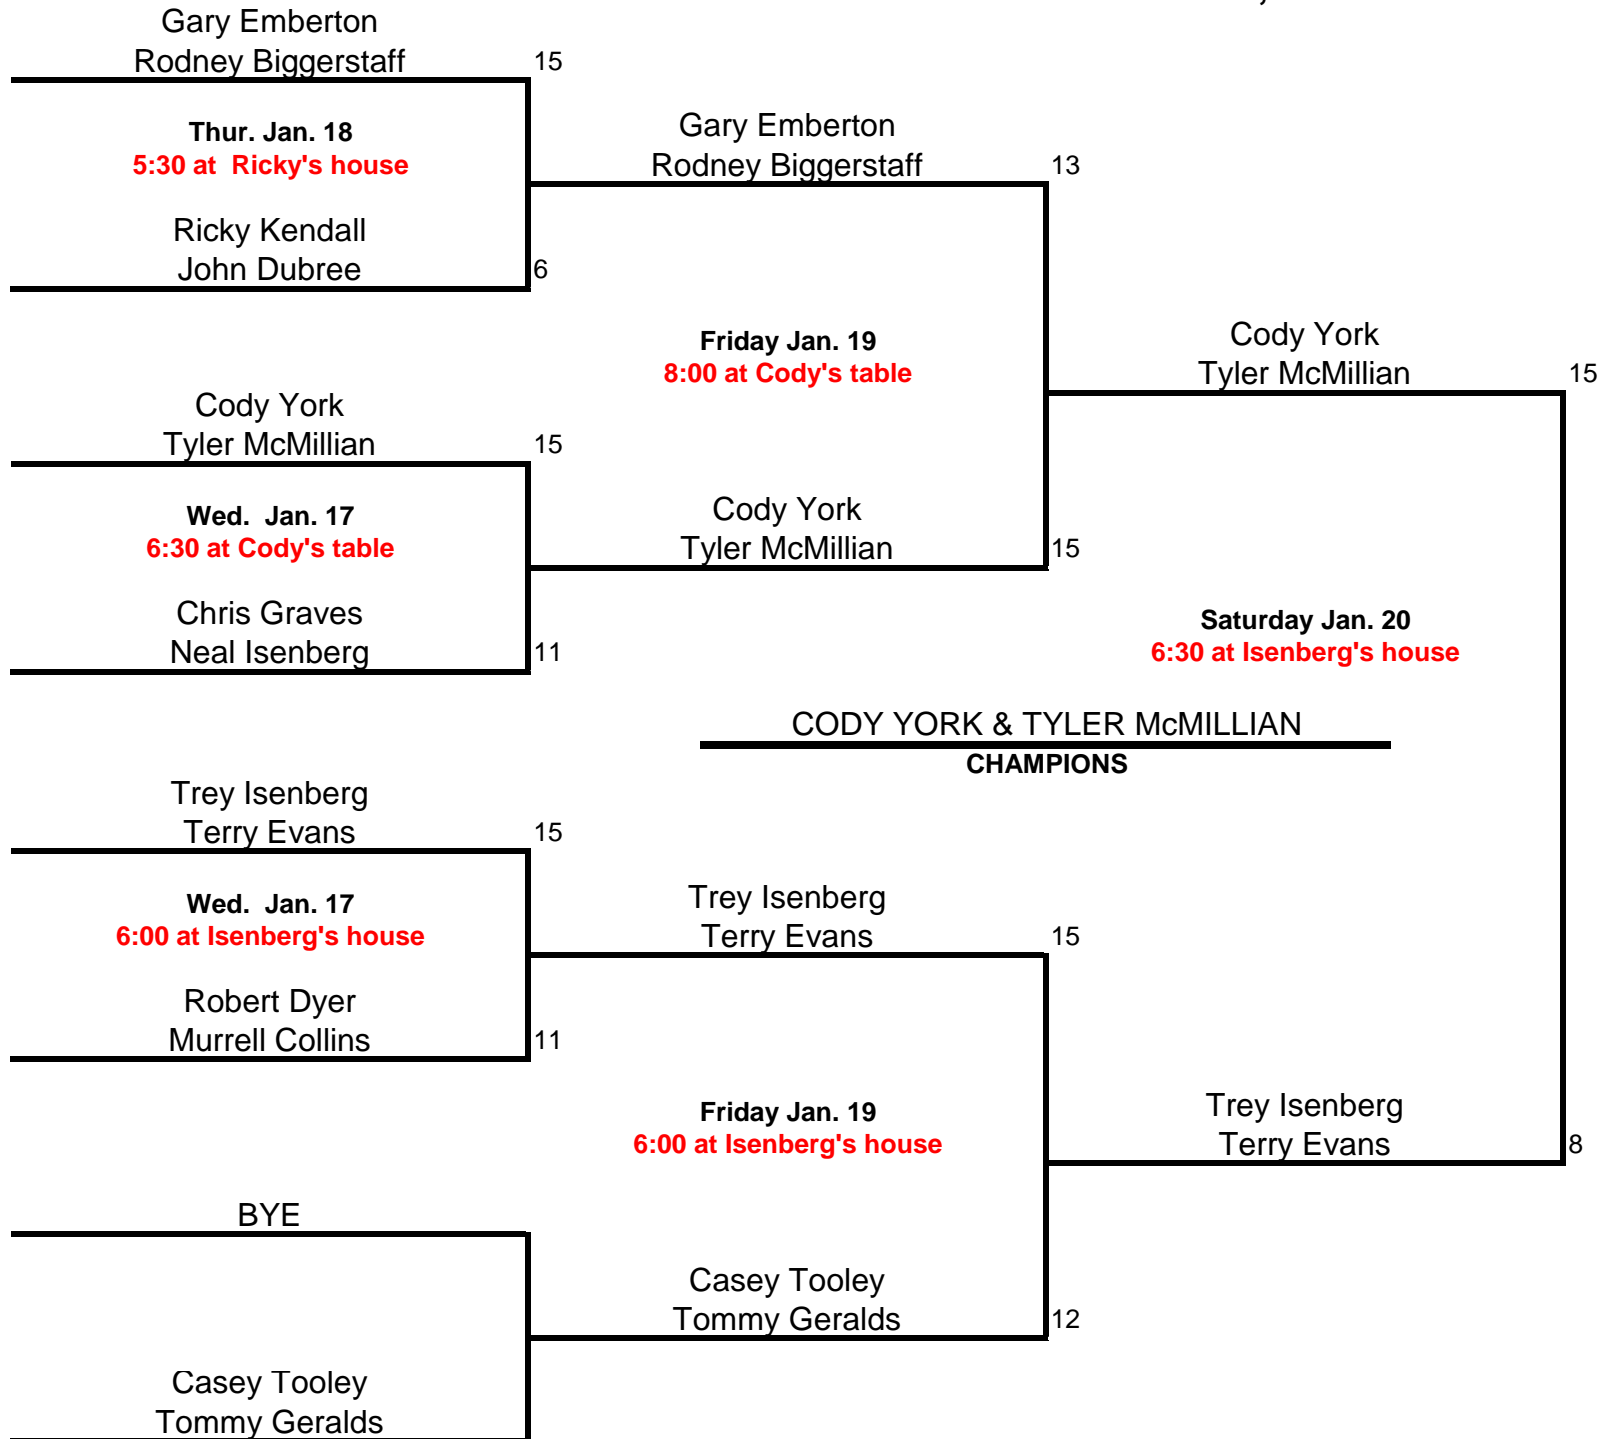 Gary Emberton
Rodney Biggerstaff
15
Thur. Jan. 18
5:30 at  Ricky's house
Ricky Kendall
John Dubree
6
Cody York
Tyler McMillian
15
Wed.  Jan. 17
6:30 at Cody's table
Chris Graves
Neal Isenberg
11
Trey Isenberg
Terry Evans
15
Wed.  Jan. 17
6:00 at Isenberg's house
Robert Dyer
Murrell Collins
11
BYE
Casey Tooley
Tommy Geralds
Gary Emberton
Rodney Biggerstaff
13
Friday Jan. 19
8:00 at Cody's table
Cody York
Tyler McMillian
15
Trey Isenberg
Terry Evans
15
Friday Jan. 19
6:00 at Isenberg's house
Casey Tooley
Tommy Geralds
12
Cody York
Tyler McMillian
15
Saturday Jan. 20
6:30 at Isenberg's house
Trey Isenberg
Terry Evans
8
CODY YORK & TYLER McMILLIAN
CHAMPIONS